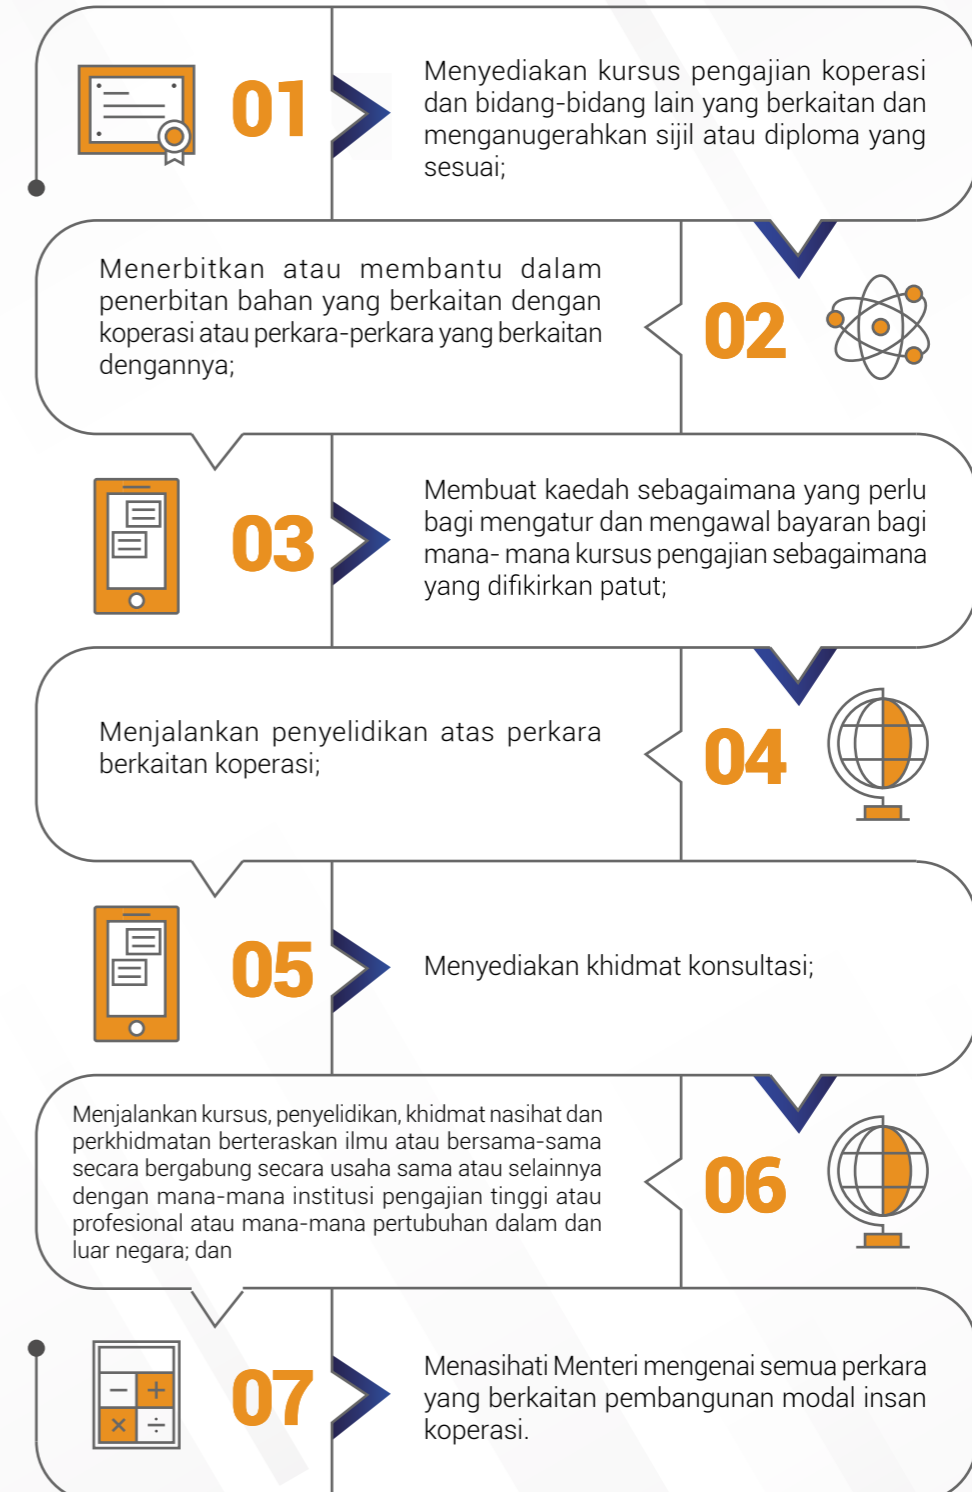 01
Menyediakan kursus pengajian koperasi
dan bidang-bidang lain yang berkaitan dan
menganugerahkan sijil atau diploma yang
sesuai;
Menerbitkan atau membantu dalam
penerbitan bahan yang berkaitan dengan
koperasi atau perkara-perkara yang berkaitan
dengannya;
02
03
Membuat kaedah sebagaimana yang perlu
bagi mengatur dan mengawal bayaran bagi
mana- mana kursus pengajian sebagaimana
yang difikirkan patut;
Menjalankan penyelidikan atas perkara
berkaitan koperasi;
04
05
Menyediakan khidmat konsultasi;
Menjalankan kursus, penyelidikan, khidmat nasihat dan
perkhidmatan berteraskan ilmu atau bersama-sama
secara bergabung secara usaha sama atau selainnya
dengan mana-mana institusi pengajian tinggi atau
profesional atau mana-mana pertubuhan dalam dan
luar negara; dan
06
07
Menasihati Menteri mengenai semua perkara
yang berkaitan pembangunan modal insan
koperasi.